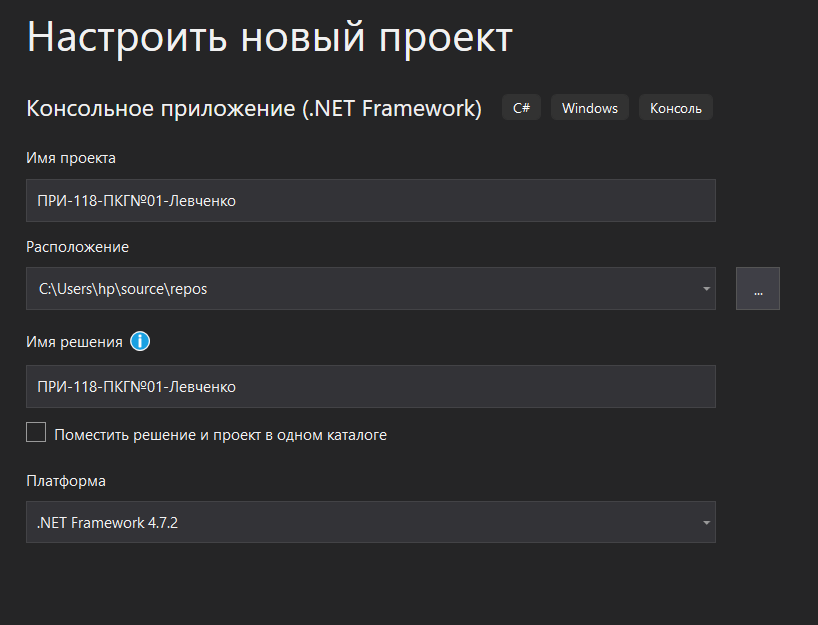 Настроить новый проект
Консольное приложение (.NET Framework) C# Windows Консоль
Имя проекта
ПРИ-118-ПКГ№01-Левченко
Расположение
C:\Users\hp\source\repos
...
Имя решения i
ПРИ-118-ПКГ№01-Левченко
Поместить решение и проект в одном каталоге
Платформа
.NET Framework 4.7.2